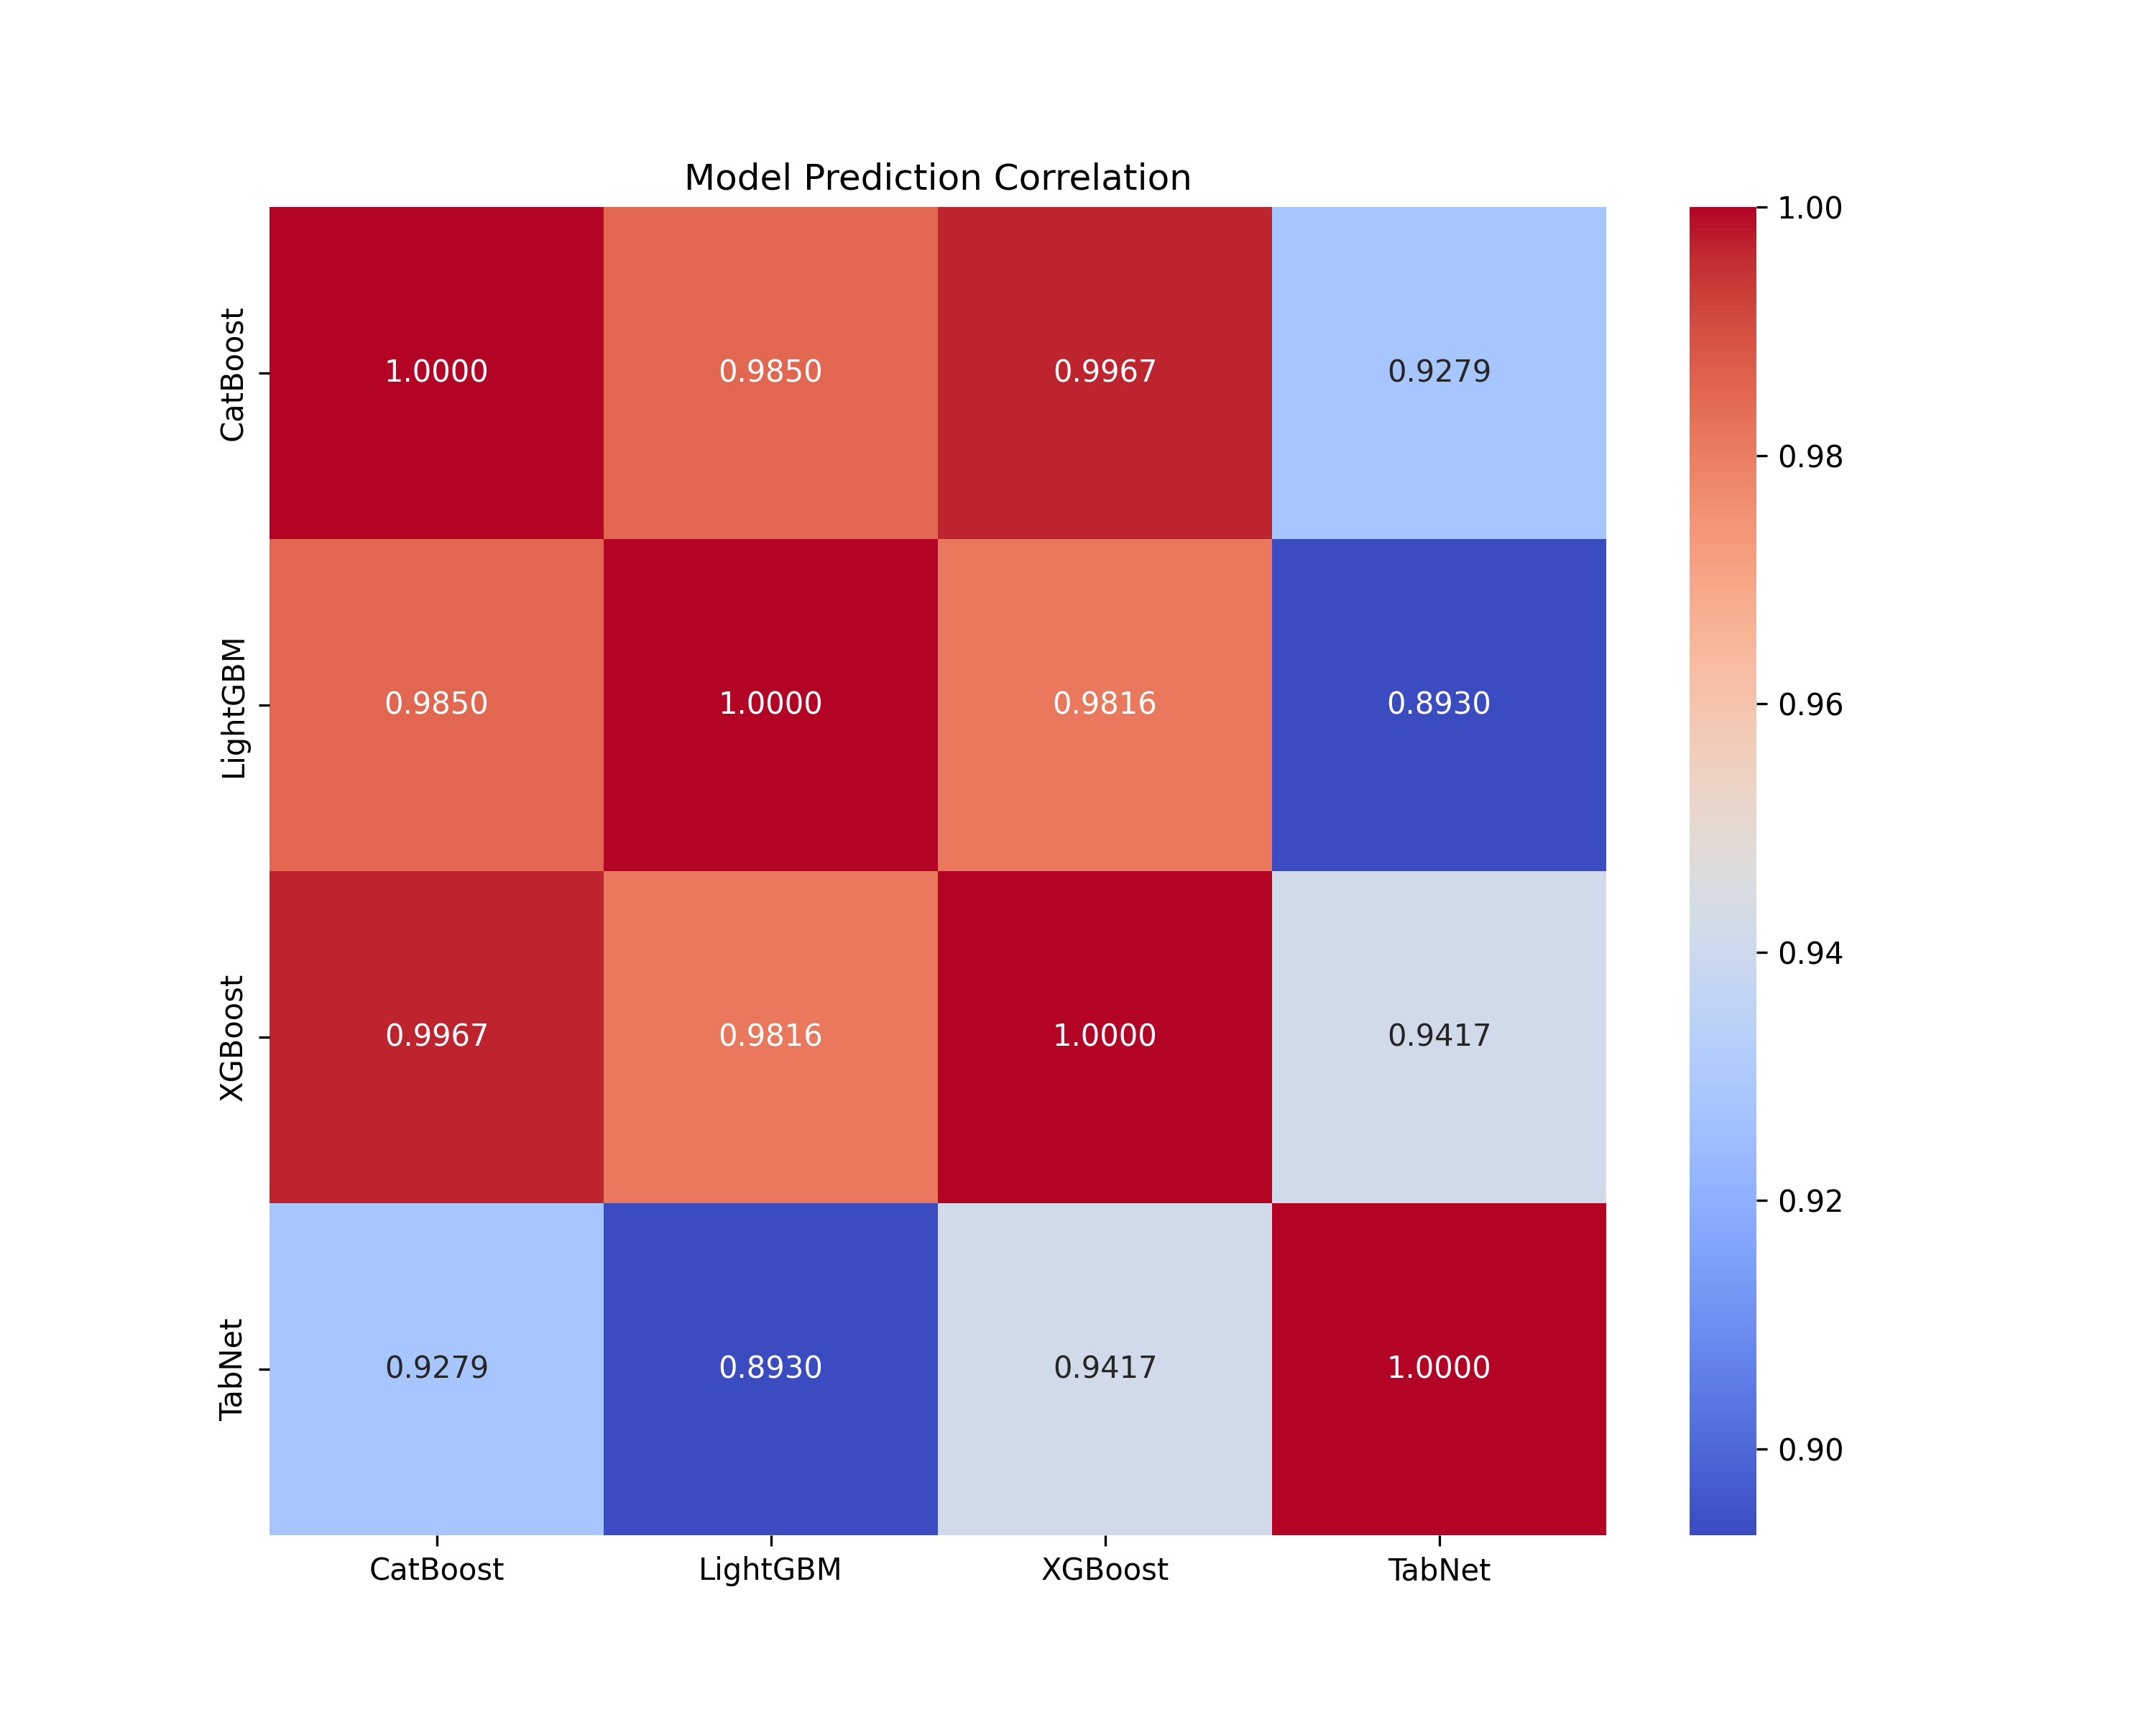 Model Prediction Correlation
CatBoost
1.0000 0.9850 0.9967 0.9279
LightGBM
0.9850 1.0000 0.9816 0.8930
XGBoost
0.9967 0.9816 1.0000 0.9417
TabNet
0.9279 0.8930 0.9417 1.0000
CatBoost LightGBM XGBoost TabNet
1.00
0.98
0.96
0.94
0.92
0.90